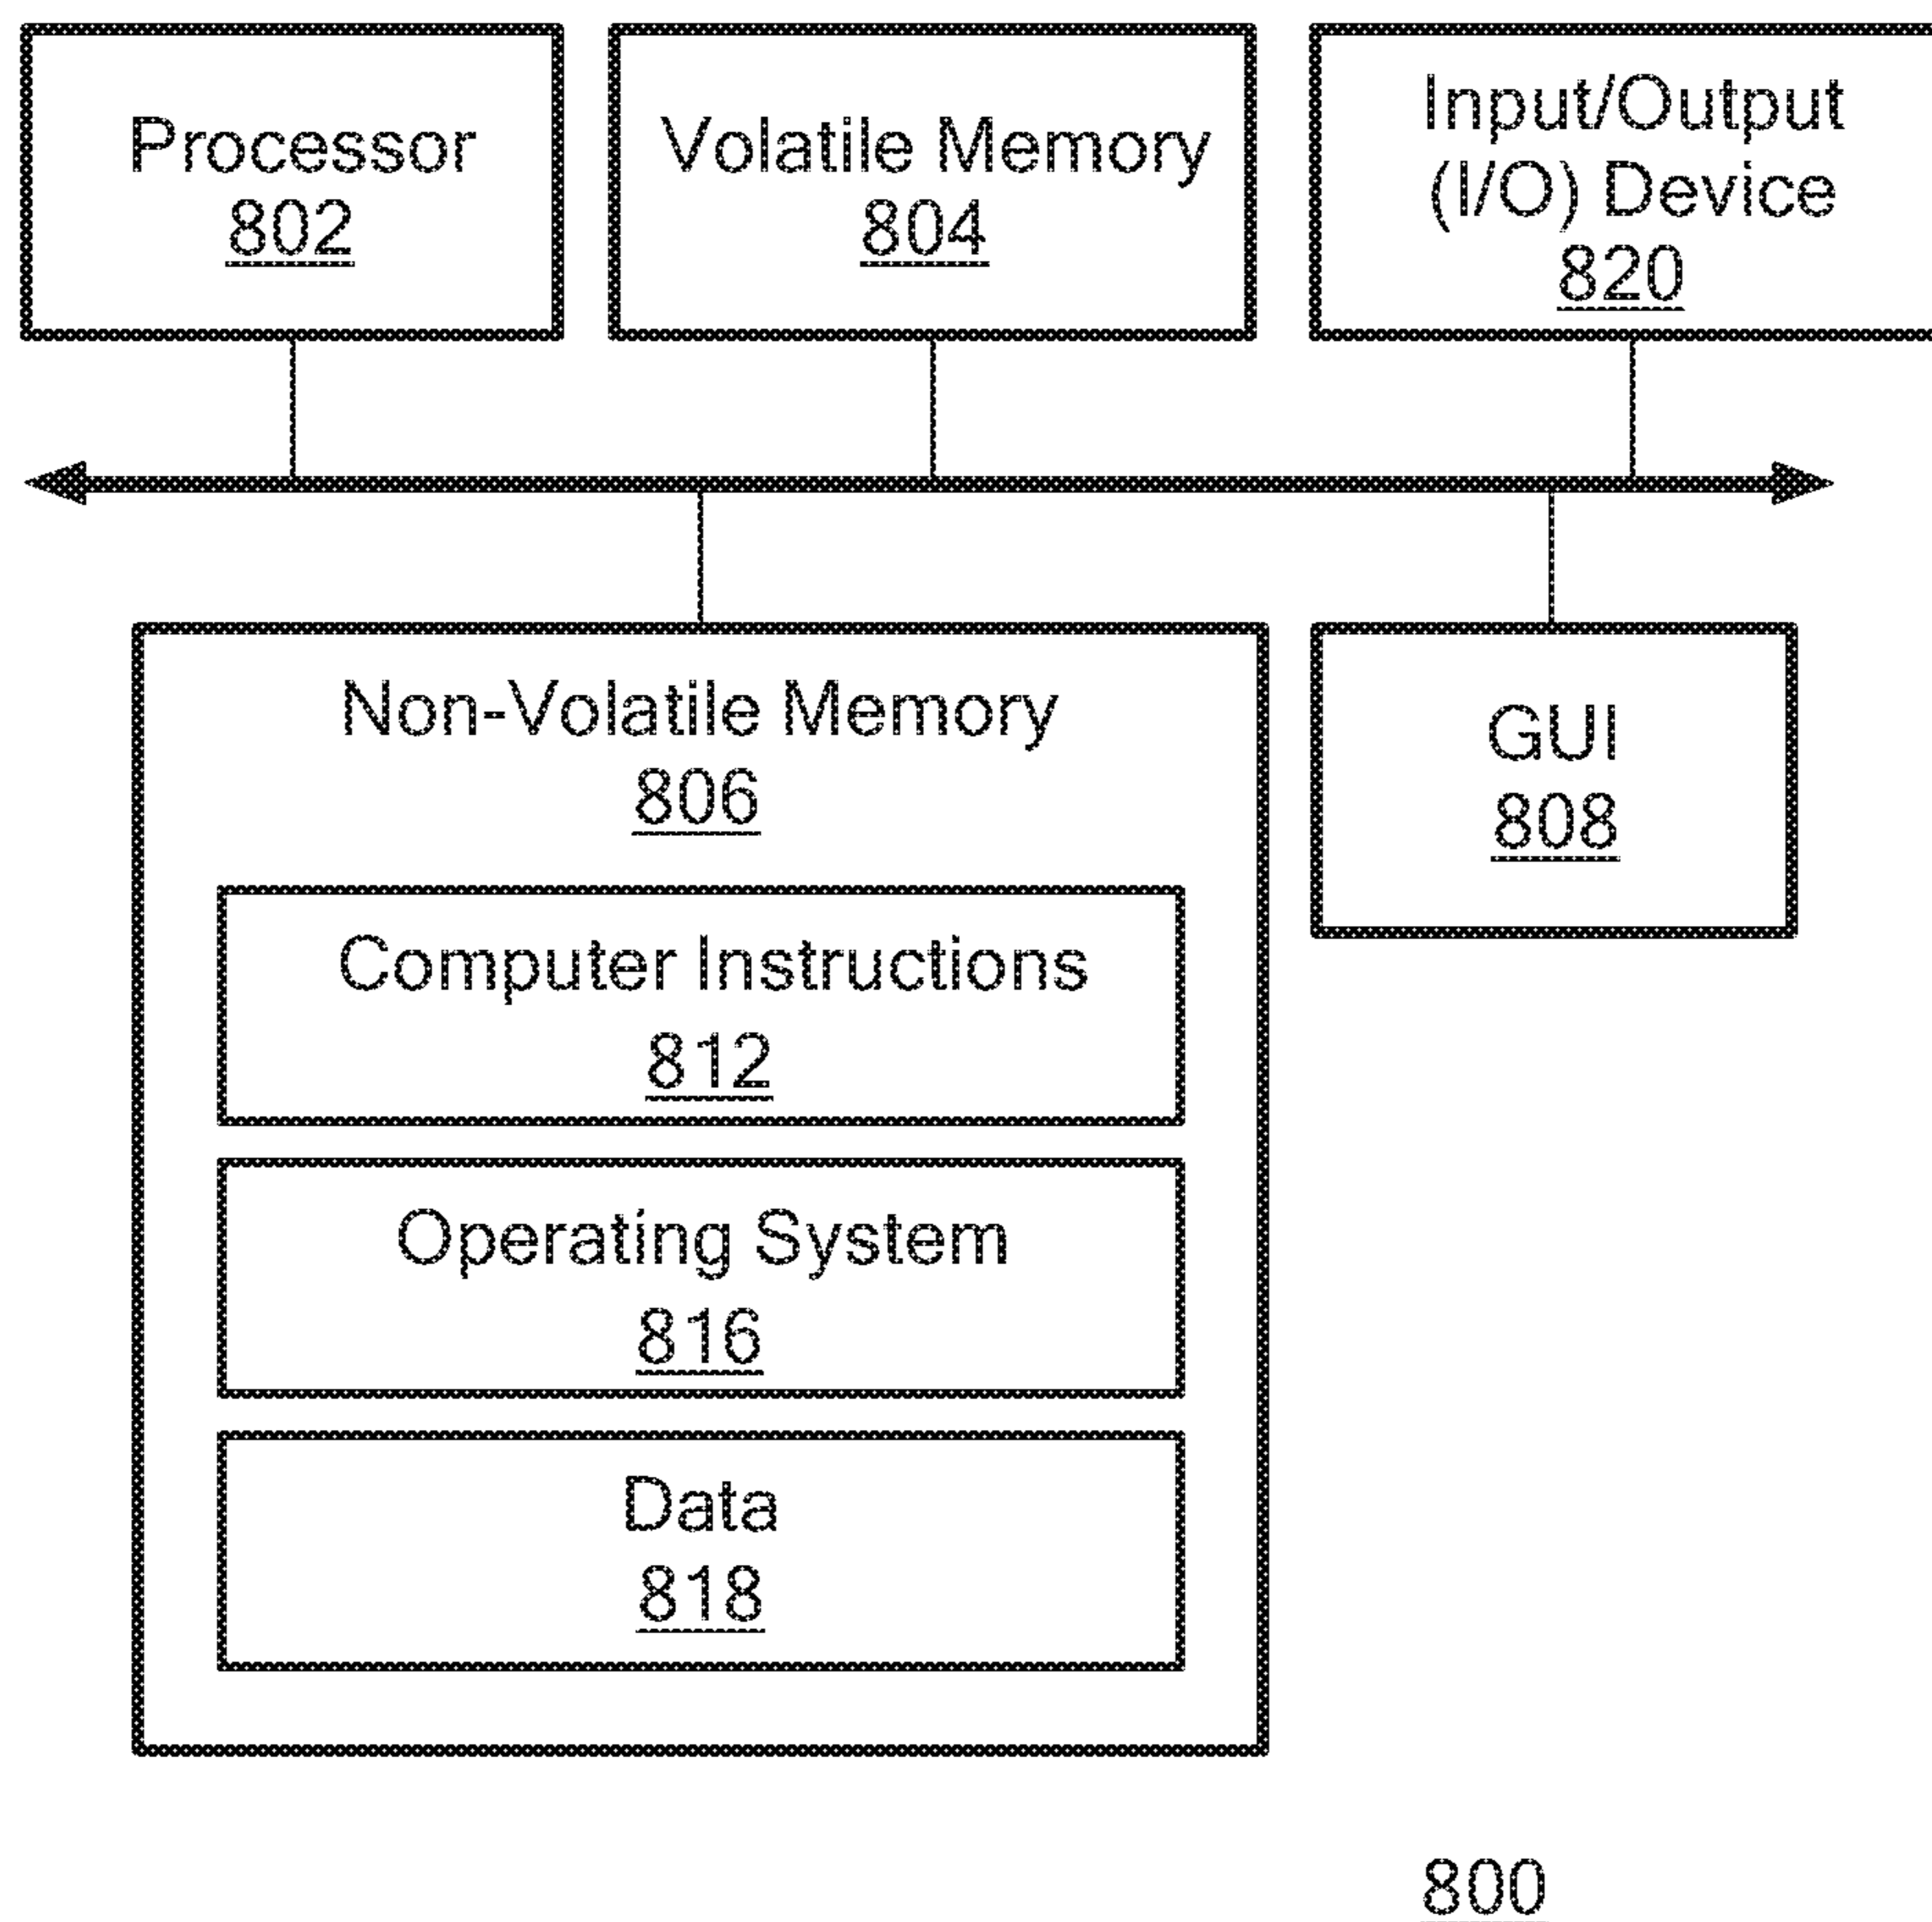 Processor
802
Volatile Memory
804
Input/Output
(I/O) Device
820
Non-Volatile Memory
806
Computer Instructions
812
Operating System
816
Data
818
GUI
808
800